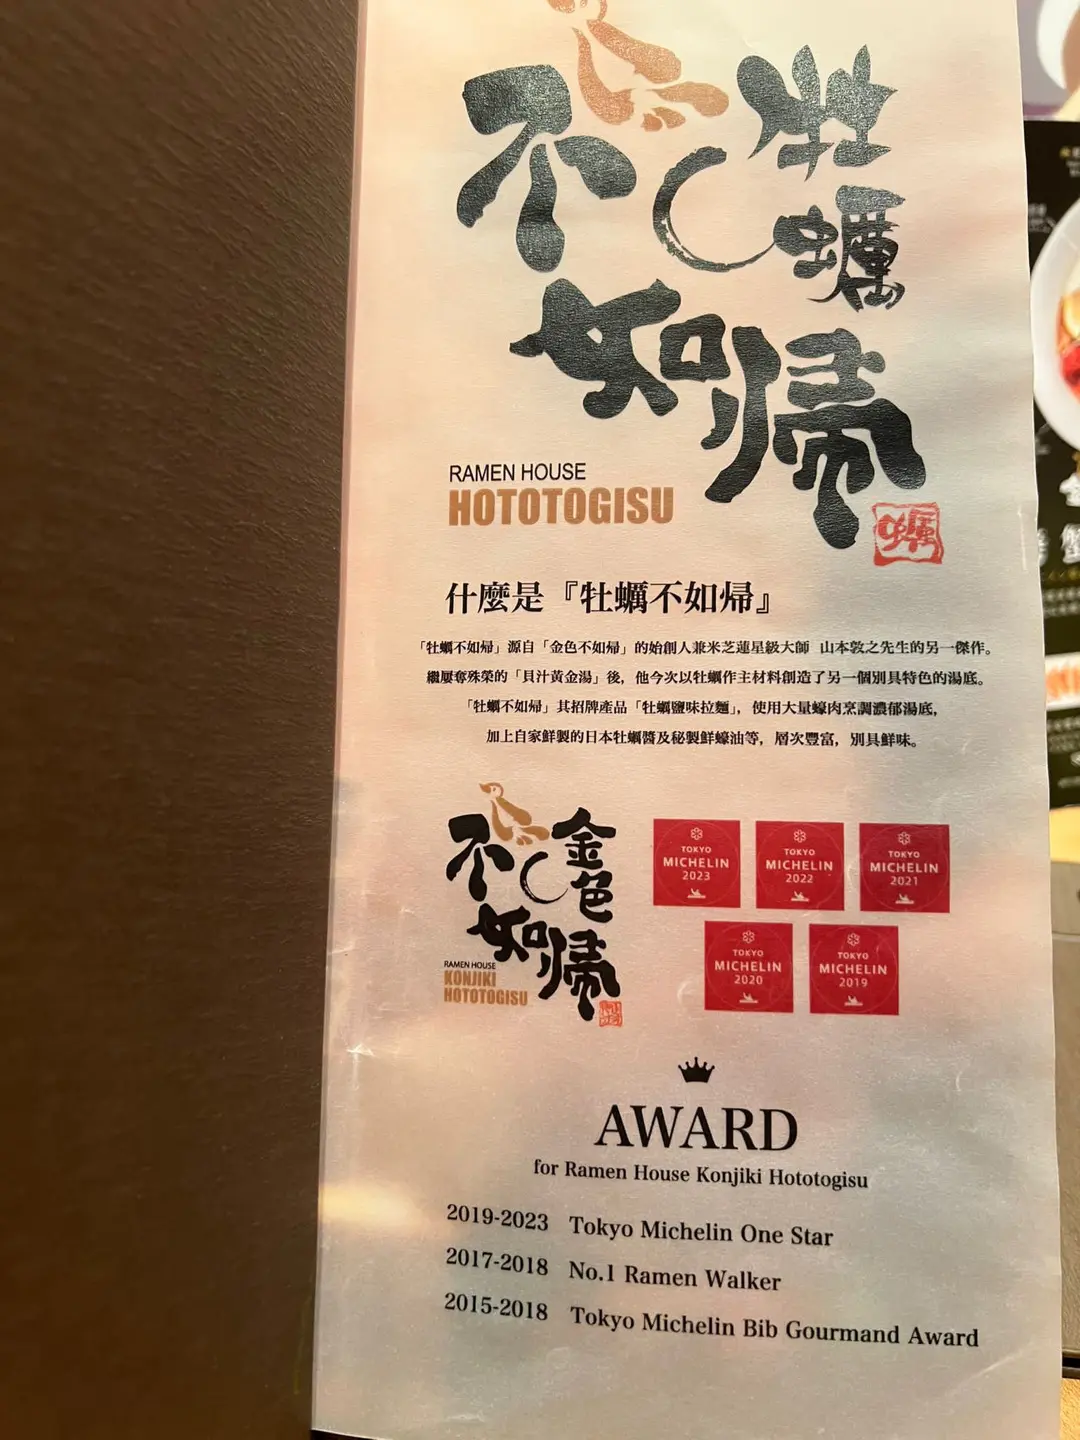 牡蠣
不如帰
RAMEN HOUSE
HOTOTOGISU
什麼是『牡蠣不如帰』
「牡蠣不如帰」源自「金色不如帰」的始創人兼米芝蓮星級大師 山本敦之先生的另一傑作。
繼屢奪殊榮的「貝汁黃金湯」後，他今次以牡蠣作主材料創造了另一個別具特色的湯底。
「牡蠣不如帰」其招牌產品「牡蠣鹽味拉麵」，使用大量蠔肉烹調濃郁湯底，
加上自家鮮製的日本牡蠣醬及秘製鮮蠔油等，層次豐富，別具鮮味。
金色
不如帰
RAMEN HOUSE
KONJIKI
HOTOTOGISU
TOKYO
MICHELIN
2023
TOKYO
MICHELIN
2022
TOKYO
MICHELIN
2021
TOKYO
MICHELIN
2020
TOKYO
MICHELIN
2019
AWARD
for Ramen House Konjiki Hototogisu
2019-2023 Tokyo Michelin One Star
2017-2018 No.1 Ramen Walker
2015-2018 Tokyo Michelin Bib Gourmand Award